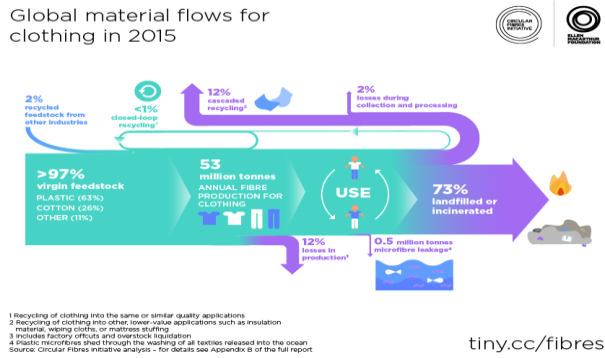 Global material flows for
clothing in 2015
CIRCULAR
FIBRES
INITIATIVE
ELLEN
MACARTHUR
FOUNDATION
2%
recycled
feedstock from
other industries
<1%
closed-loop
recycling¹
12%
cascaded
recycling²
2%
losses during
collection and processing
>97%
virgin feedstock
PLASTIC (63%)
COTTON (26%)
OTHER (11%)
53
million tonnes
ANNUAL FIBRE
PRODUCTION FOR
CLOTHING
USE
73%
landfilled or
incinerated
12%
losses in
production³
0.5 million tonnes
microfibre leakage⁴
1 Recycling of clothing into the same or similar quality applications
2 Recycling of clothing into other, lower-value applications such as insulation
material, wiping cloths, or mattress stuffing
3 Includes factory offcuts and overstock liquidation
4 Plastic microfibres shed through the washing of all textiles released into the ocean
Source: Circular Fibres Initiative analysis – for details see Appendix B of the full report
tiny.cc/fibres